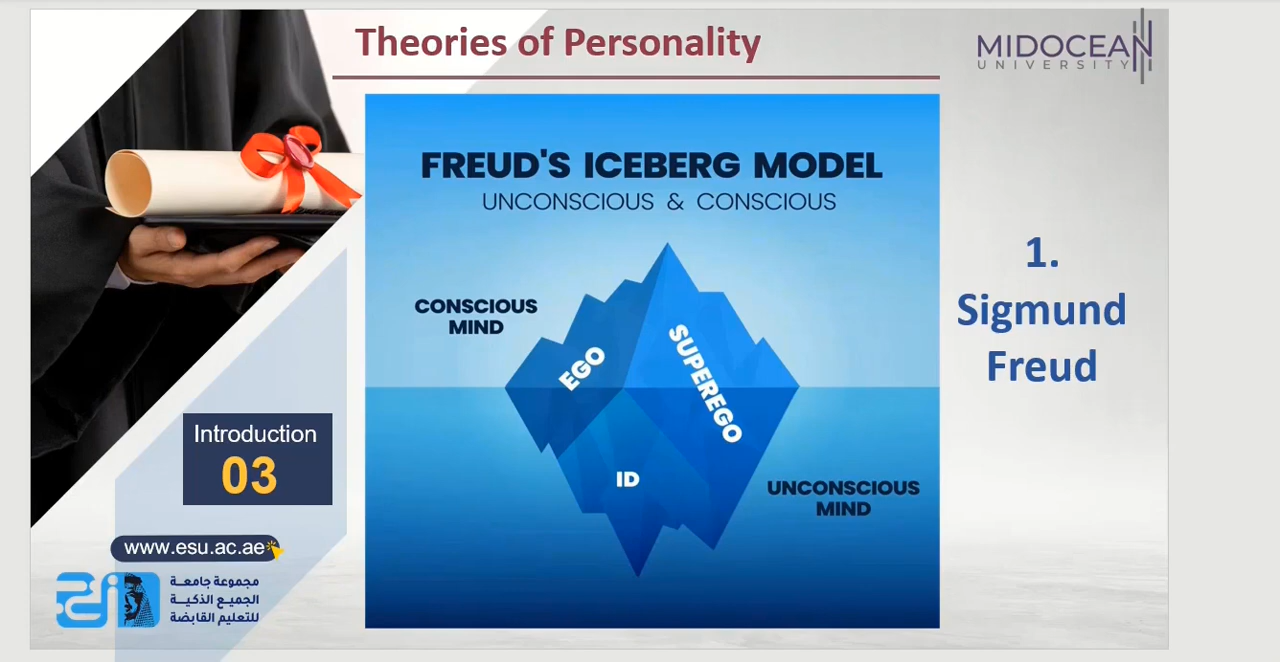 Theories of Personality
MIDOCEAN
UNIVERSITY
FREUD'S ICEBERG MODEL
UNCONSCIOUS & CONSCIOUS
CONSCIOUS
MIND
EGO
SUPEREGO
ID
UNCONSCIOUS
MIND
1.
Sigmund
Freud
Introduction
03
www.esu.ac.ae
مجموعة جامعة
الجميع الذكية
للتعليم القابضة